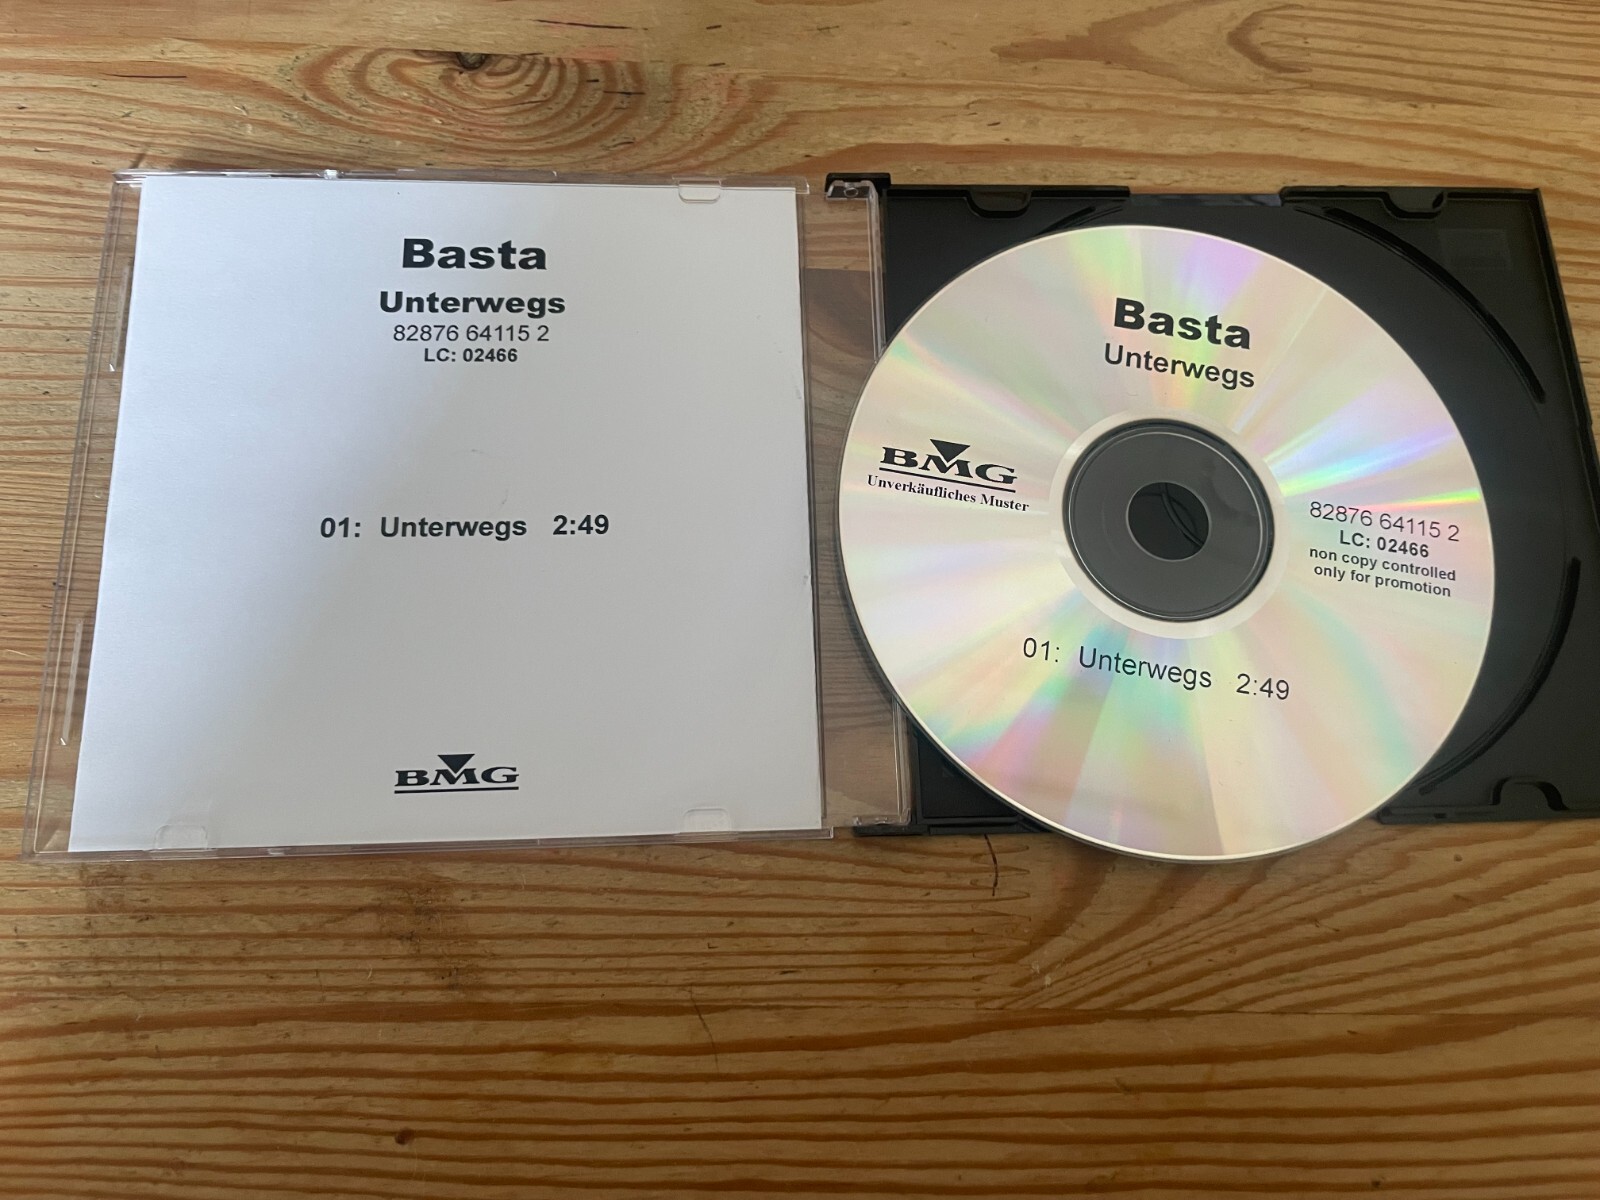 Basta
Unterwegs
82876 64115 2
LC: 02466
01: Unterwegs 2:49
BMG
Basta
Unterwegs
BMG
Unverkäufliches Muster
82876 64115 2
LC: 02466
non copy controlled
only for promotion
01: Unterwegs 2:49